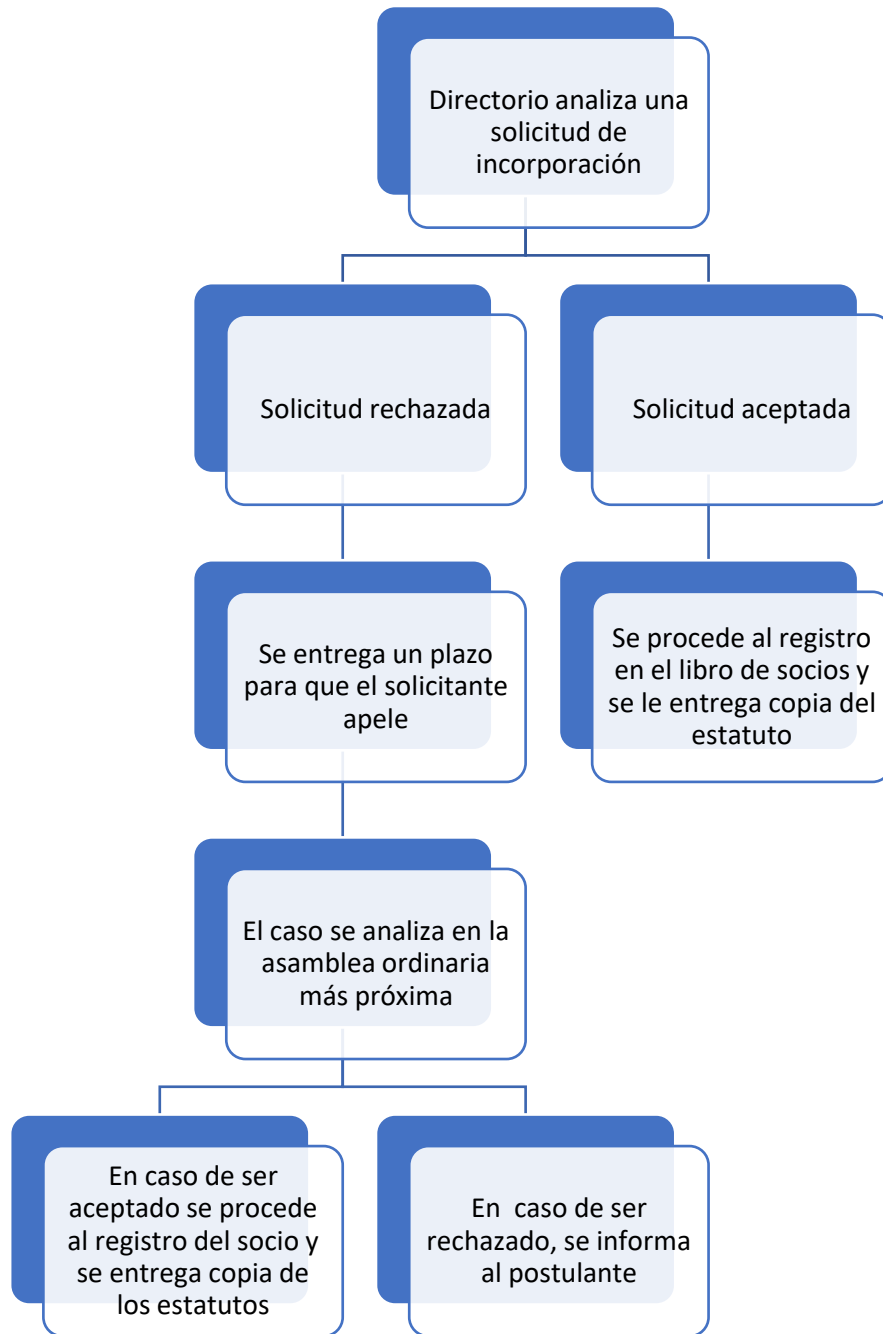 Directorio analiza una
solicitud de
incorporación
Solicitud rechazada
Solicitud aceptada
Se entrega un plazo
para que el solicitante
apele
Se procede al registro
en el libro de socios y
se le entrega copia del
estatuto
El caso se analiza en la
asamblea ordinaria
más próxima
En caso de ser
aceptado se procede
al registro del socio y
se entrega copia de
los estatutos
En  caso de ser
rechazado, se informa
al postulante